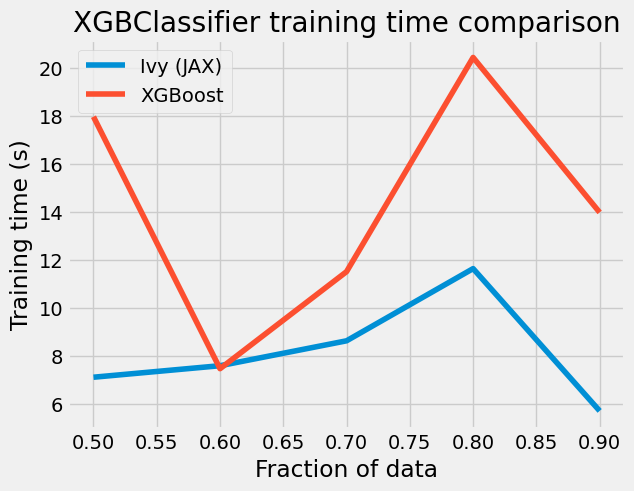 XGBClassifier training time comparison
Ivy (JAX)
XGBoost
Training time (s)
20
18
16
14
12
10
8
6
0.50 0.55 0.60 0.65 0.70 0.75 0.80 0.85 0.90
Fraction of data